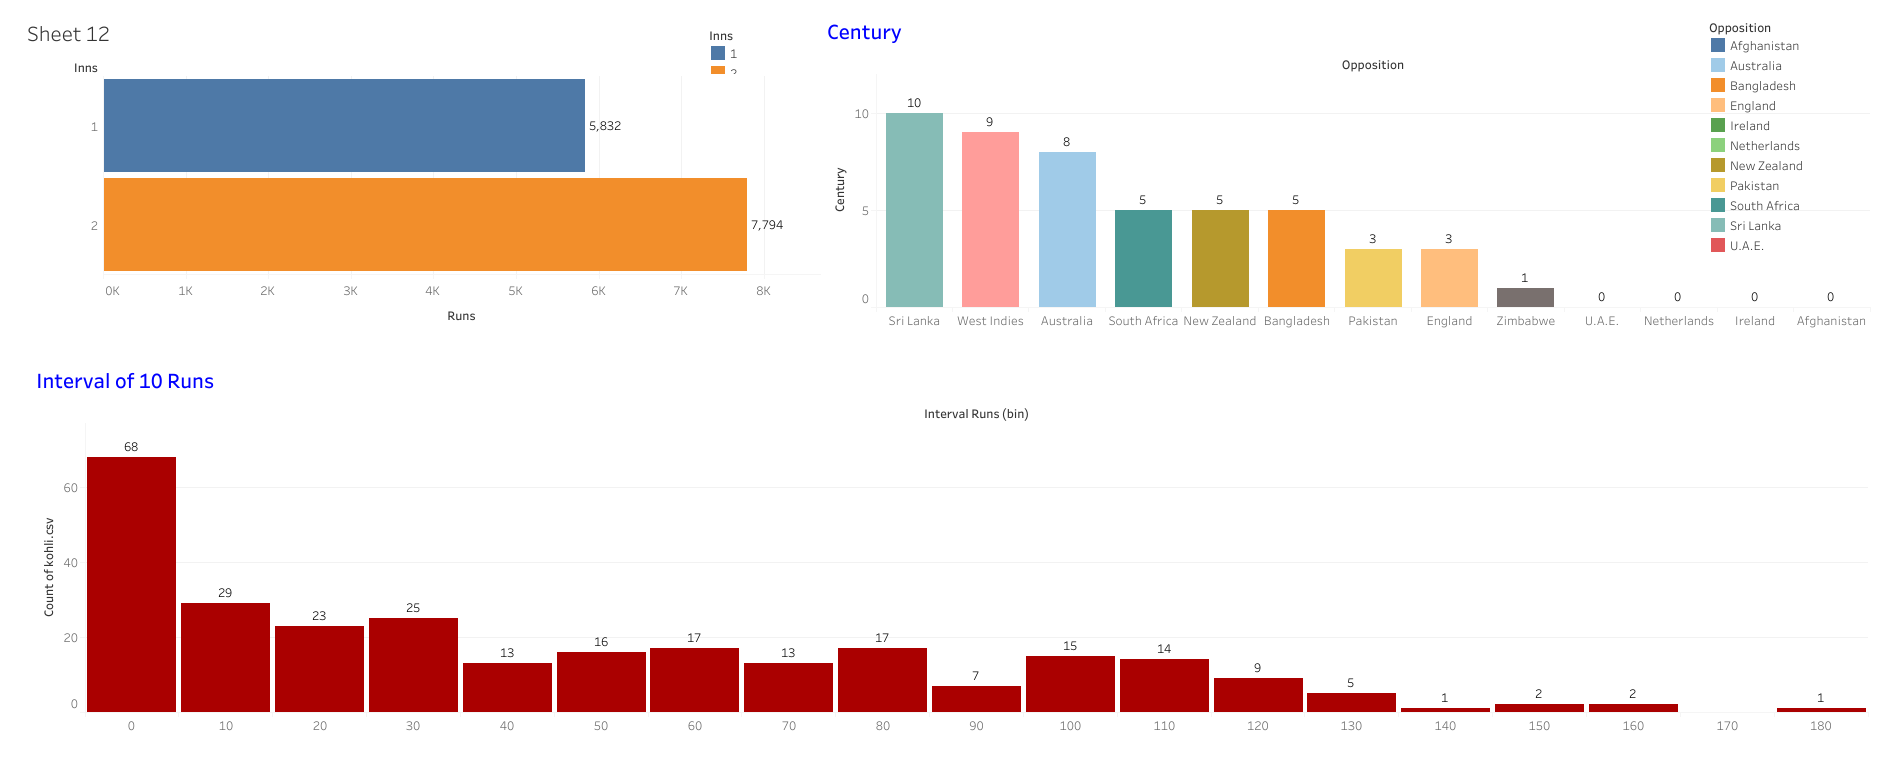 Sheet 12
Inns
1
2
Inns
1
5,832
2
7,794
0K 1K 2K 3K 4K 5K 6K 7K 8K
Runs
Century
Opposition
Afghanistan
Australia
Bangladesh
England
Ireland
Netherlands
New Zealand
Pakistan
South Africa
Sri Lanka
U.A.E.
Opposition
Century
10
5
0
10 9 8 5 5 5 3 3 1 0 0 0 0
Sri Lanka West Indies Australia South Africa New Zealand Bangladesh Pakistan England Zimbabwe U.A.E. Netherlands Ireland Afghanistan
Interval of 10 Runs
Interval Runs (bin)
Count of kohli.csv
60
40
20
0
68 29 23 25 13 16 17 13 17 7 15 14 9 5 1 2 2 1
0 10 20 30 40 50 60 70 80 90 100 110 120 130 140 150 160 170 180